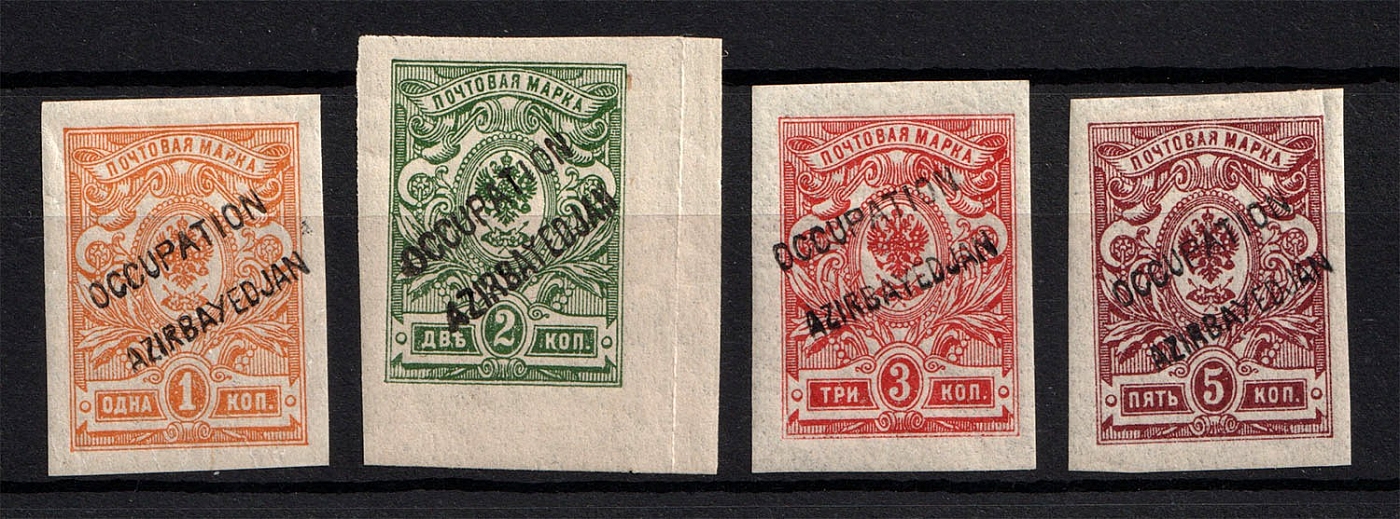 ПОЧТОВАЯ МАРКА
OCCUPATION
AZIRBAYEDJAN
ОДНА 1 КОП.
ПОЧТОВАЯ МАРКА
OCCUPATION
AZIRBAYEDJAN
ДВѢ 2 КОП.
ПОЧТОВАЯ МАРКА
OCCUPATION
AZIRBAYEDJAN
ТРИ 3 КОП.
ПОЧТОВАЯ МАРКА
OCCUPATION
AZIRBAYEDJAN
ПЯТЬ 5 КОП.